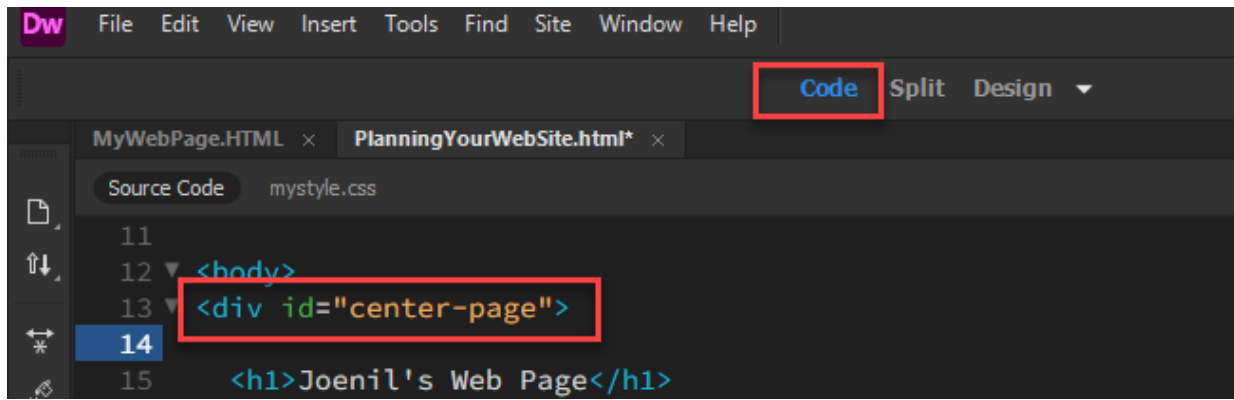 Dw File Edit View Insert Tools Find Site Window Help
Code Split Design
MyWebPage.HTML × PlanningYourWebSite.html* ×
Source Code mystyle.css
11
12 <body>
13 <div id="center-page">
14
15 <h1>Joenil's Web Page</h1>